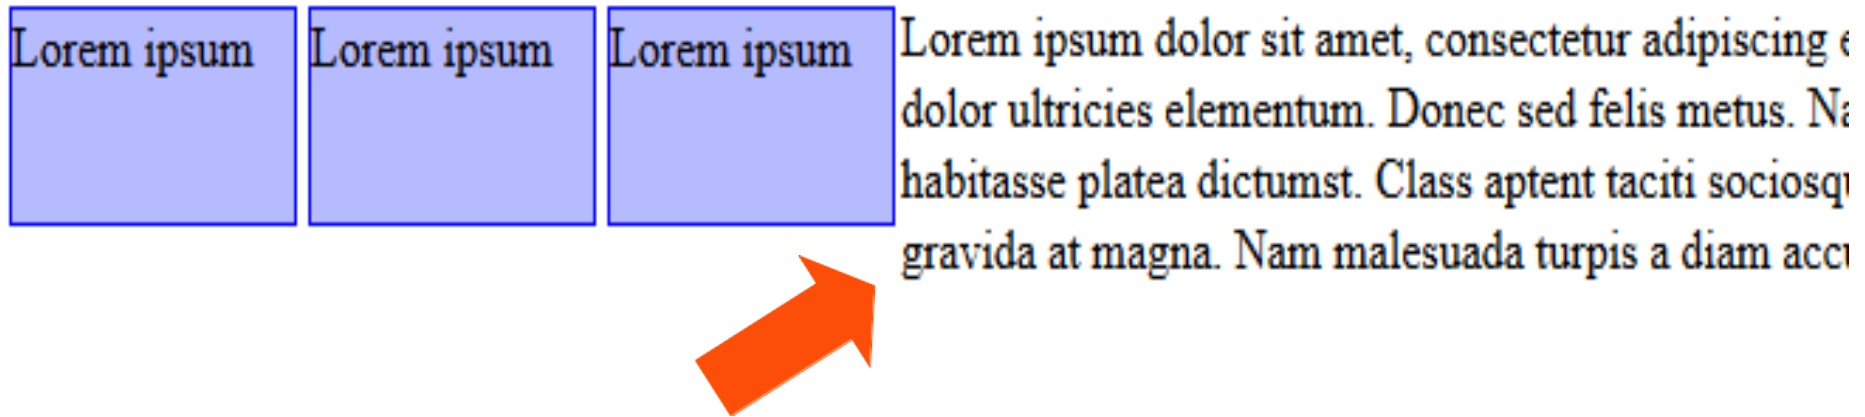 Lorem ipsum
Lorem ipsum
Lorem ipsum
Lorem ipsum dolor sit amet, consectetur adipiscing
dolor ultricies elementum. Donec sed felis metus.
habitasse platea dictumst. Class aptent taciti
gravida at magna. Nam malesuada turpis a diam